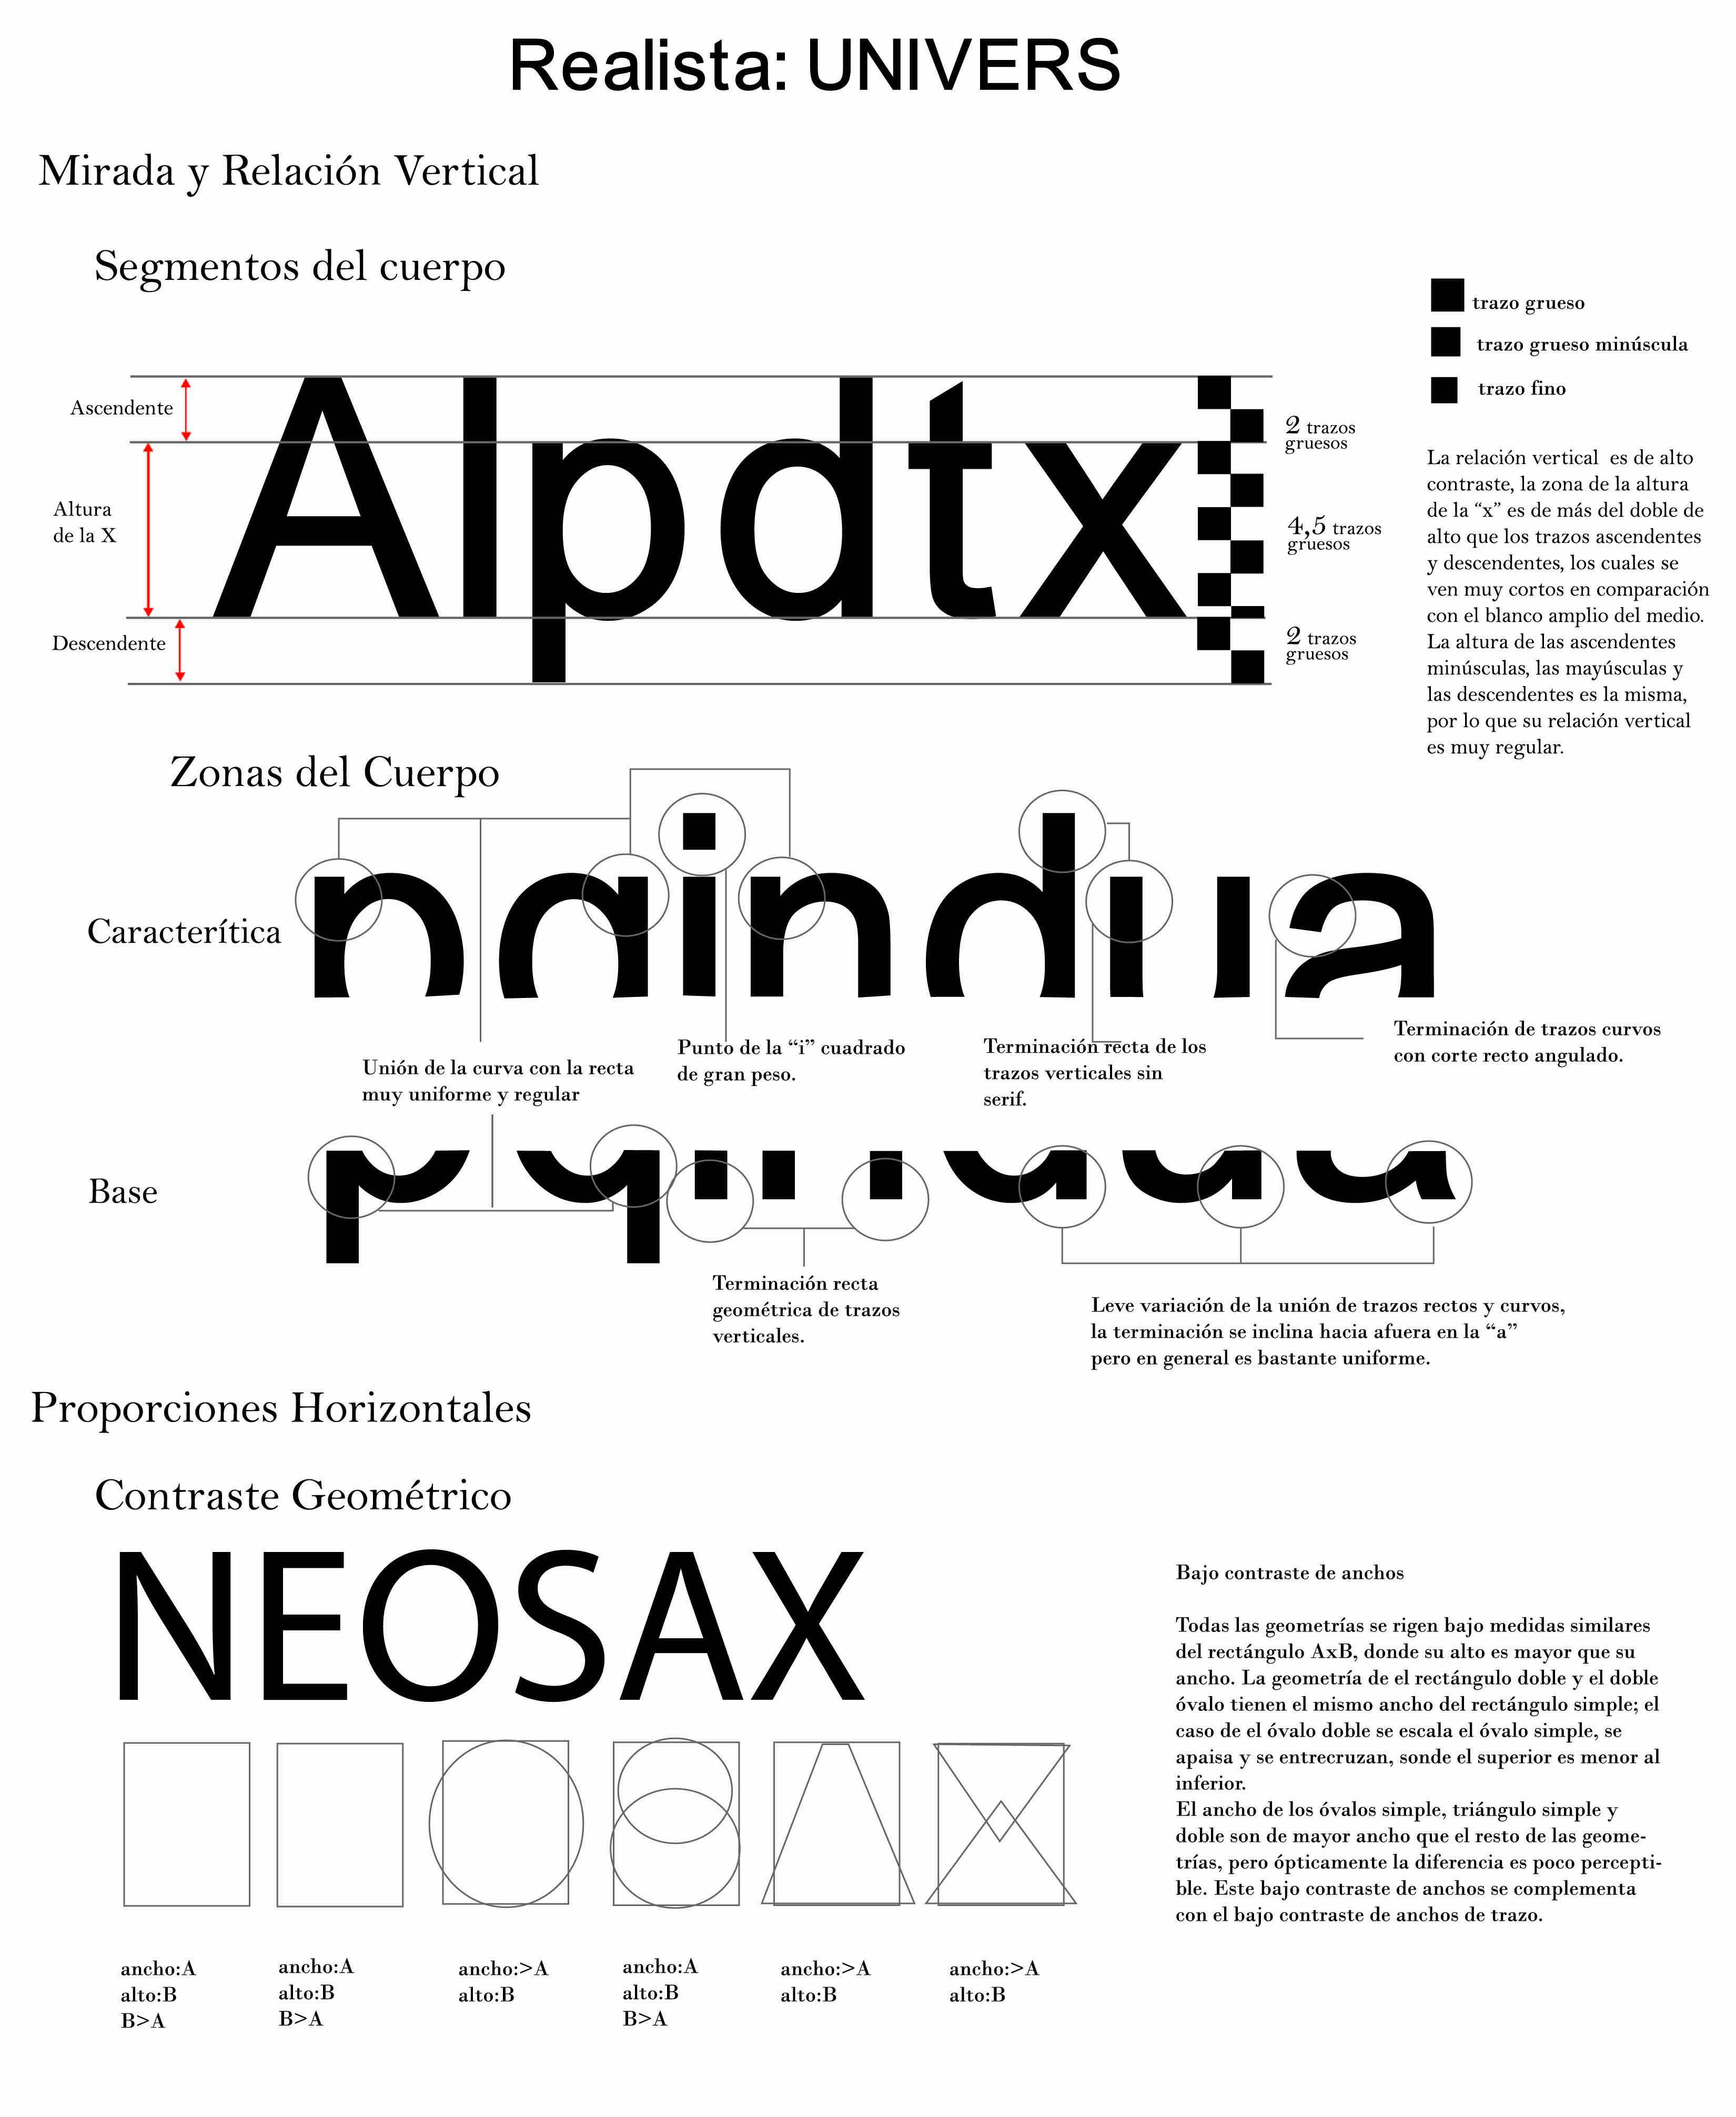 Realista: UNIVERS
Mirada y Relación Vertical
Segmentos del cuerpo
trazo grueso
trazo grueso minúscula
trazo fino
Ascendente
Altura
de la X
Descendente
Alpdtx
2 trazos
gruesos
4,5 trazos
gruesos
2 trazos
gruesos
La relación vertical es de alto
contraste, la zona de la altura
de la “x” es de más del doble de
alto que los trazos ascendentes
y descendentes, los cuales se
ven muy cortos en comparación
con el blanco amplio del medio.
La altura de las ascendentes
minúsculas, las mayúsculas y
las descendentes es la misma,
por lo que su relación vertical
es muy regular.
Zonas del Cuerpo
Caracterítica
pqindua
Unión de la curva con la recta
muy uniforme y regular
Punto de la “i” cuadrado
de gran peso.
Terminación recta de los
trazos verticales sin
serif.
Terminación de trazos curvos
con corte recto angulado.
Base
pqindua
Terminación recta
geométrica de trazos
verticales.
Leve variación de la unión de trazos rectos y curvos,
la terminación se inclina hacia afuera en la “a”
pero en general es bastante uniforme.
Proporciones Horizontales
Contraste Geométrico
NEOSAX
Bajo contraste de anchos
Todas las geometrías se rigen bajo medidas similares
del rectángulo AxB, donde su alto es mayor que su
ancho. La geometría de el rectángulo doble y el doble
óvalo tienen el mismo ancho del rectángulo simple; el
caso de el óvalo doble se escala el óvalo simple, se
apaisa y se entrecruzan, sonde el superior es menor al
inferior.
El ancho de los óvalos simple, triángulo simple y
doble son de mayor ancho que el resto de las geome-
trías, pero ópticamente la diferencia es poco percepti-
ble. Este bajo contraste de anchos se complementa
con el bajo contraste de anchos de trazo.
ancho:A
alto:B
B>A
ancho:A
alto:B
B>A
ancho:>A
alto:B
ancho:A
alto:B
B>A
ancho:>A
alto:B
ancho:>A
alto:B